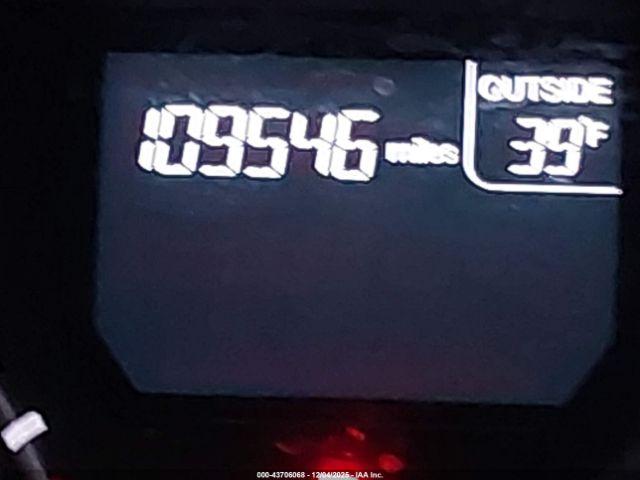 109546 miles
OUTSIDE
39°F
000-43706068 - 12/04/2025 - IAA Inc.